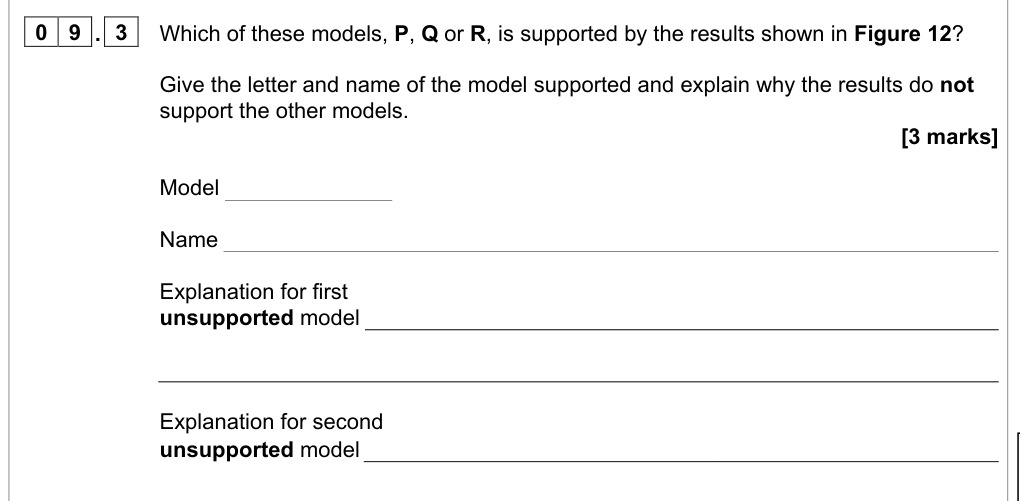 09.3 Which of these models, P, Q or R, is supported by the results shown in Figure 12?
Give the letter and name of the model supported and explain why the results do not
support the other models.
[3 marks]
Model
Name
Explanation for first
unsupported model
Explanation for second
unsupported model